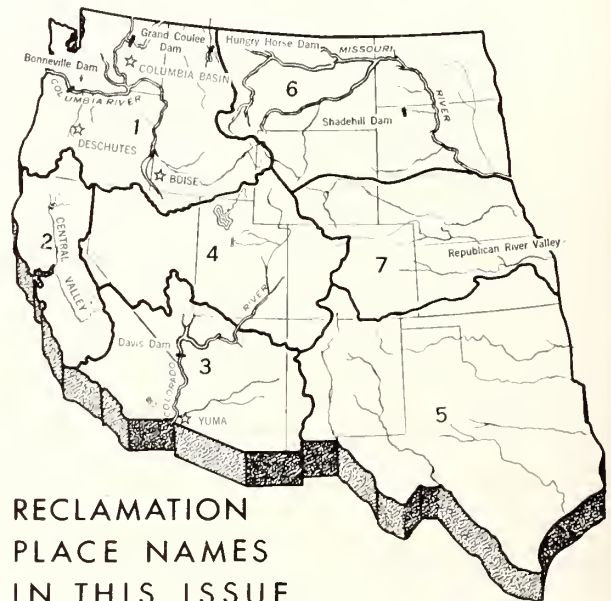 Grand Coulee
Dam
Hungry Horse Dam
MISSOURI
Bonneville Dam
COLUMBIA BASIN
COLUMBIA RIVER
6
RIVER
Shadehill Dam
1
DESCHUTES
BOISE
2
CENTRAL
VALLEY
4
7
Republican River Valley
RIVER
Davis Dam
3
COLORADO
5
YUMA
RECLAMATION
PLACE NAMES
IN THIS ISSUE